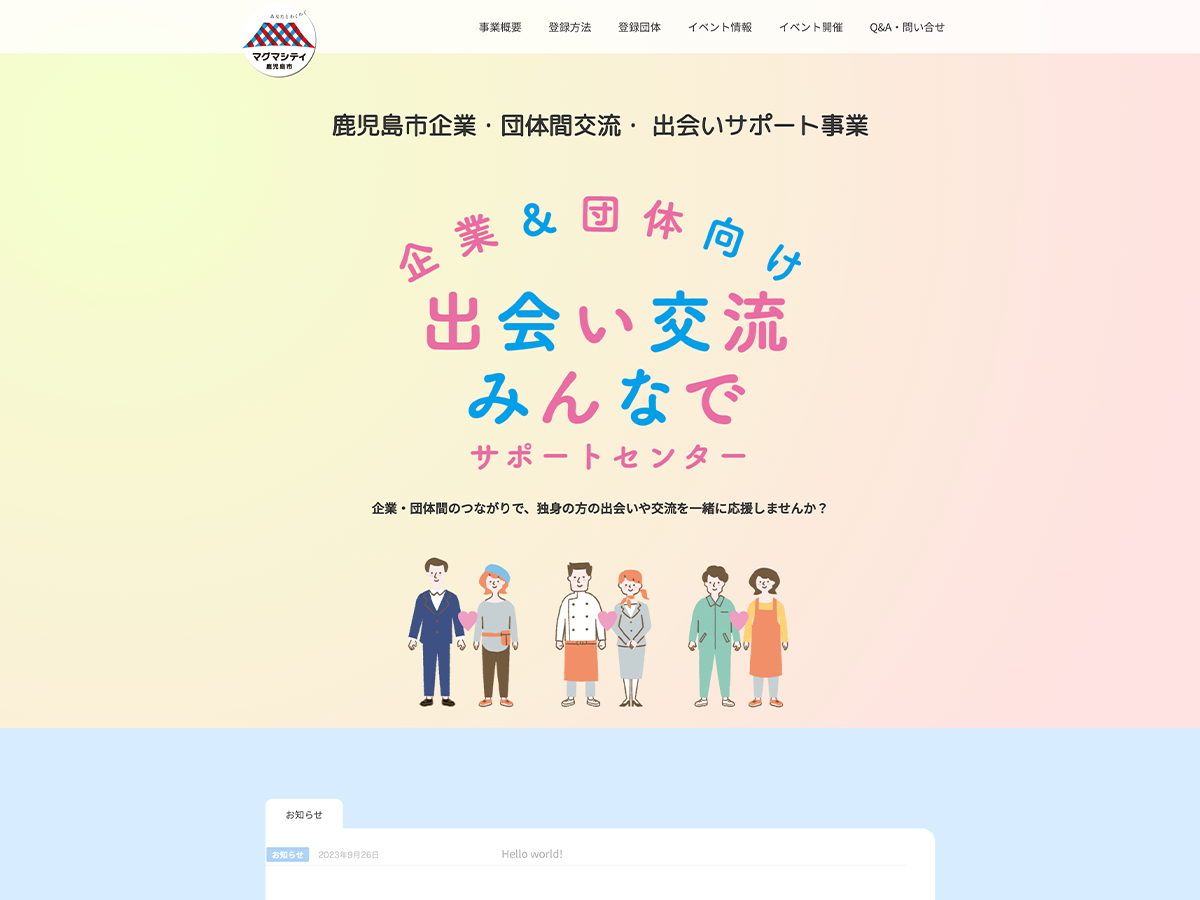 あなたとわくわく
マグマシティ
鹿児島市
事業概要 登録方法 登録団体 イベント情報 イベント開催 Q&A・問い合せ
鹿児島市企業・団体間交流・ 出会いサポート事業
企業&団体向け
出会い交流
みんなで
サポートセンター
企業・団体間のつながりで、独身の方の出会いや交流を一緒に応援しませんか？
お知らせ
お知らせ 2023年9月26日 Hello world!